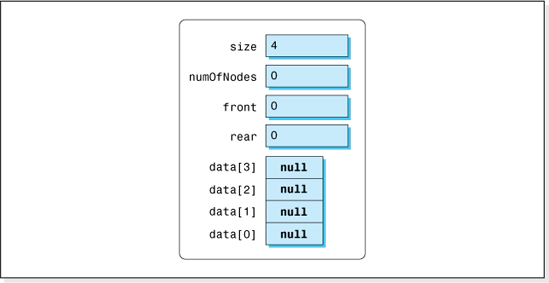 size 4
numOfNodes 0
front 0
rear 0
data[3] null
data[2] null
data[1] null
data[0] null